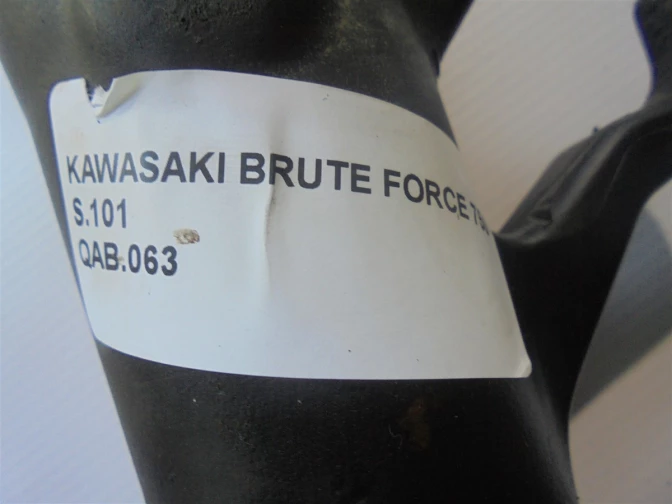 KAWASAKI BRUTE FORCE
S.101
QAB.063